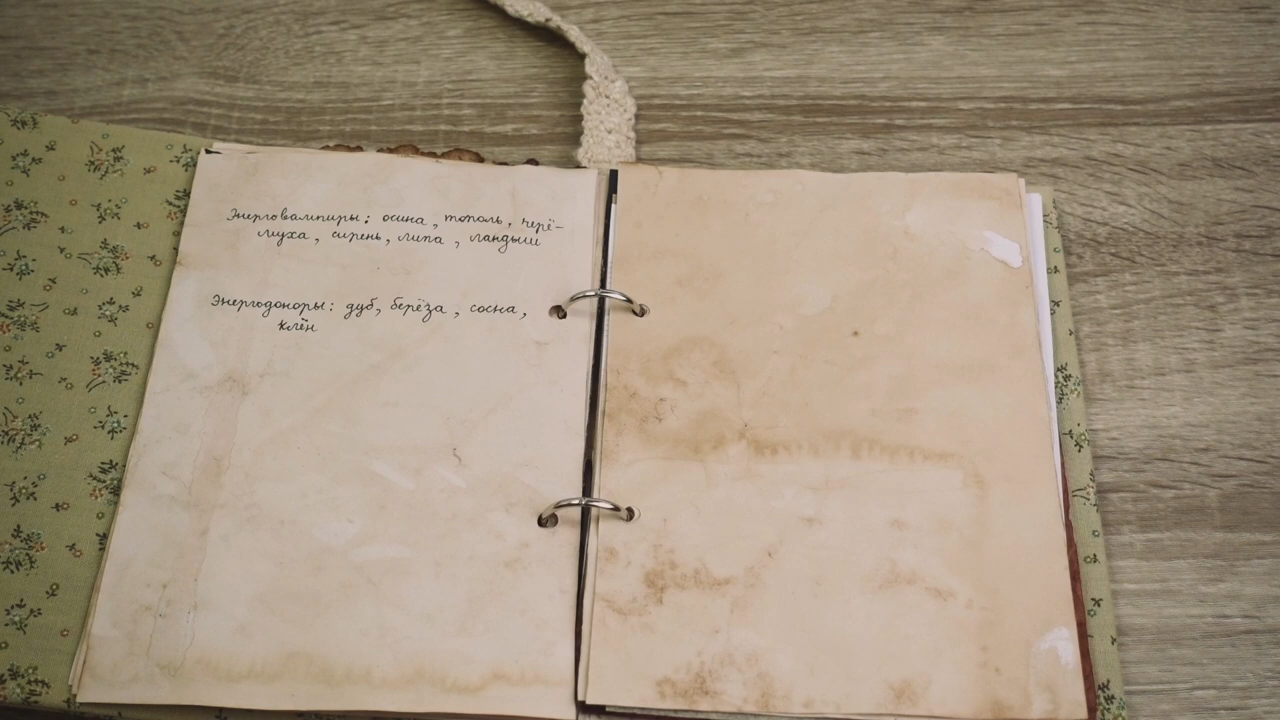 Энерговампиры: осина, тополь, черё-
муха, сирень, липа, ландыш
Энергодоноры: дуб, берёза, сосна,
клён